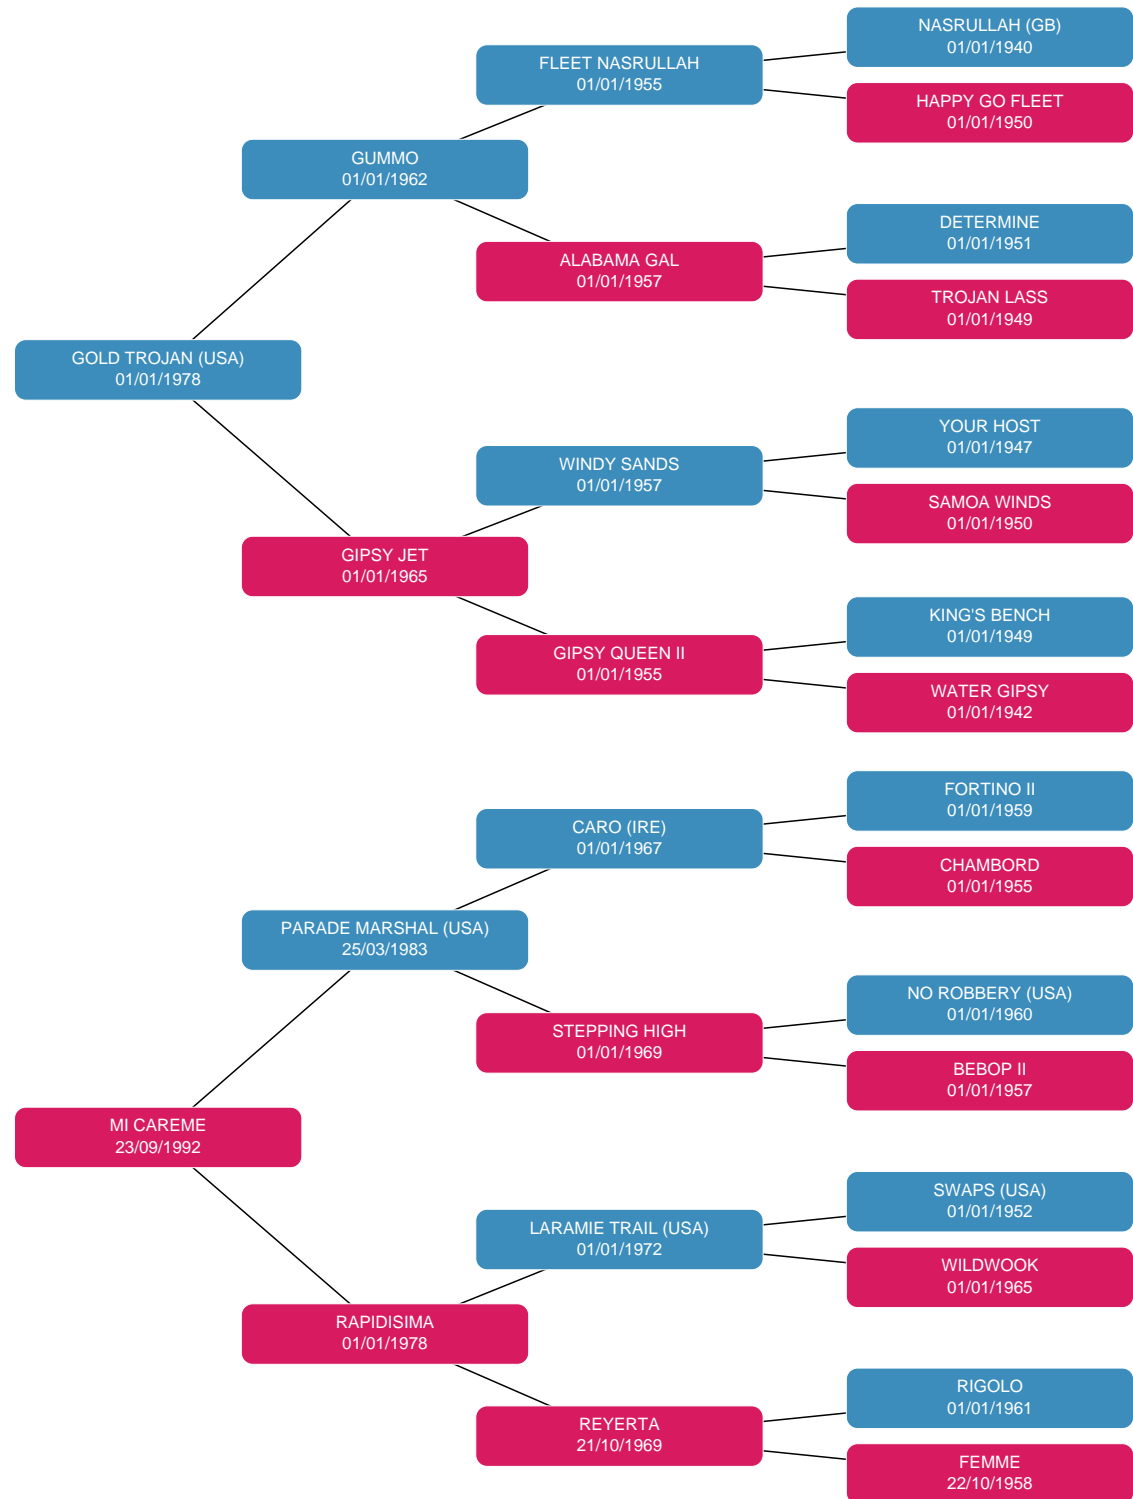 NASRULLAH (GB)
01/01/1940
FLEET NASRULLAH
01/01/1955
HAPPY GO FLEET
01/01/1950
GUMMO
01/01/1962
DETERMINE
01/01/1951
ALABAMA GAL
01/01/1957
TROJAN LASS
01/01/1949
GOLD TROJAN (USA)
01/01/1978
YOUR HOST
01/01/1947
WINDY SANDS
01/01/1957
SAMOA WINDS
01/01/1950
GIPSY JET
01/01/1965
KING'S BENCH
01/01/1949
GIPSY QUEEN II
01/01/1955
WATER GIPSY
01/01/1942
FORTINO II
01/01/1959
CARO (IRE)
01/01/1967
CHAMBORD
01/01/1955
PARADE MARSHAL (USA)
25/03/1983
NO ROBBERY (USA)
01/01/1960
STEPPING HIGH
01/01/1969
BEBOP II
01/01/1957
MI CAREME
23/09/1992
SWAPS (USA)
01/01/1952
LARAMIE TRAIL (USA)
01/01/1972
WILDWOOK
01/01/1965
RAPIDISIMA
01/01/1978
RIGOLO
01/01/1961
REYERTA
21/10/1969
FEMME
22/10/1958